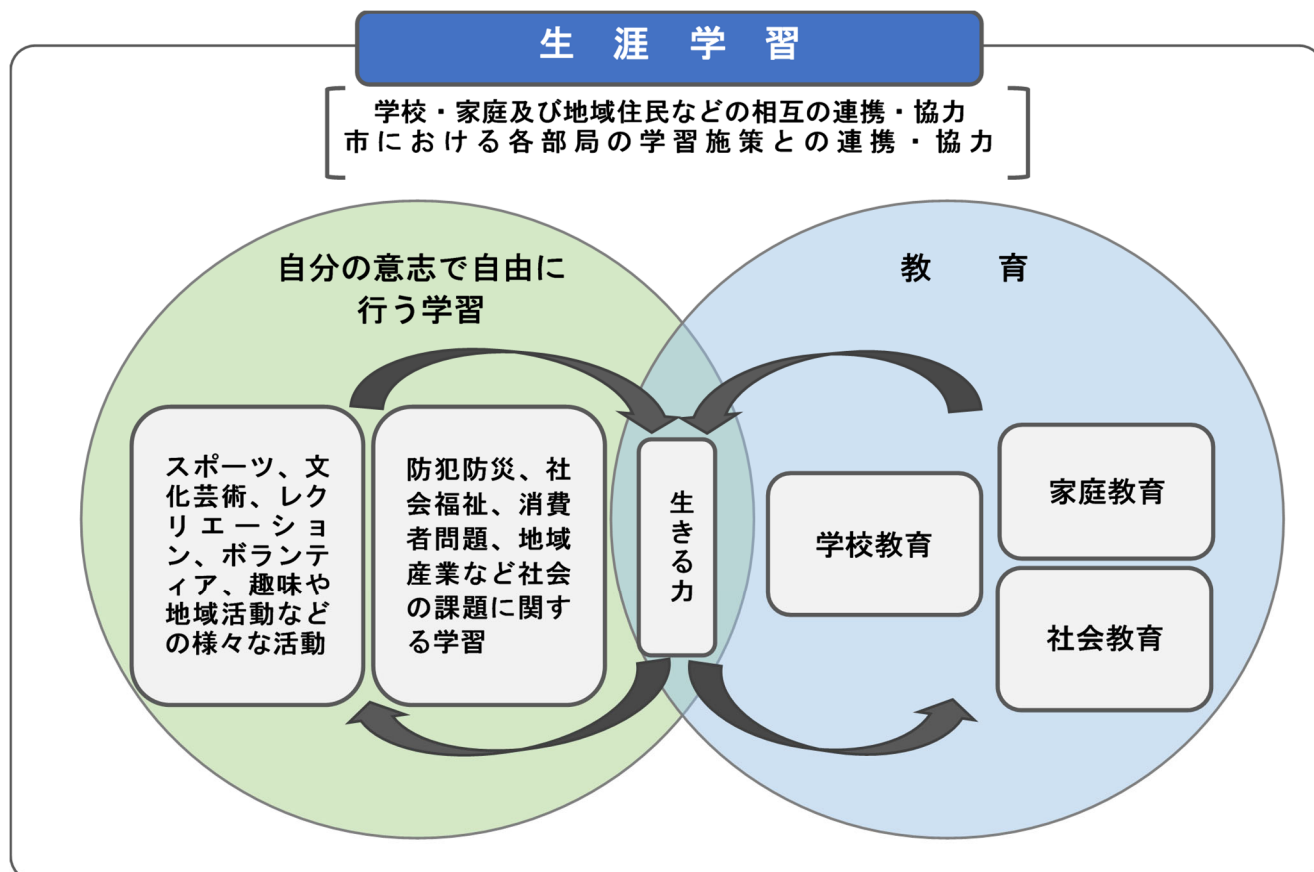 生涯学習
学校・家庭及び地域住民などの相互の連携・協力
市における各部局の学習施策との連携・協力
自分の意志で自由に
行う学習
教育
スポーツ、文
化芸術、レク
リエーショ
ン、ボランテ
ィア、趣味や
地域活動など
の様々な活動
防犯防災、社
会福祉、消費
者問題、地域
産業など社会
の課題に関す
る学習
生きる力
学校教育
家庭教育
社会教育